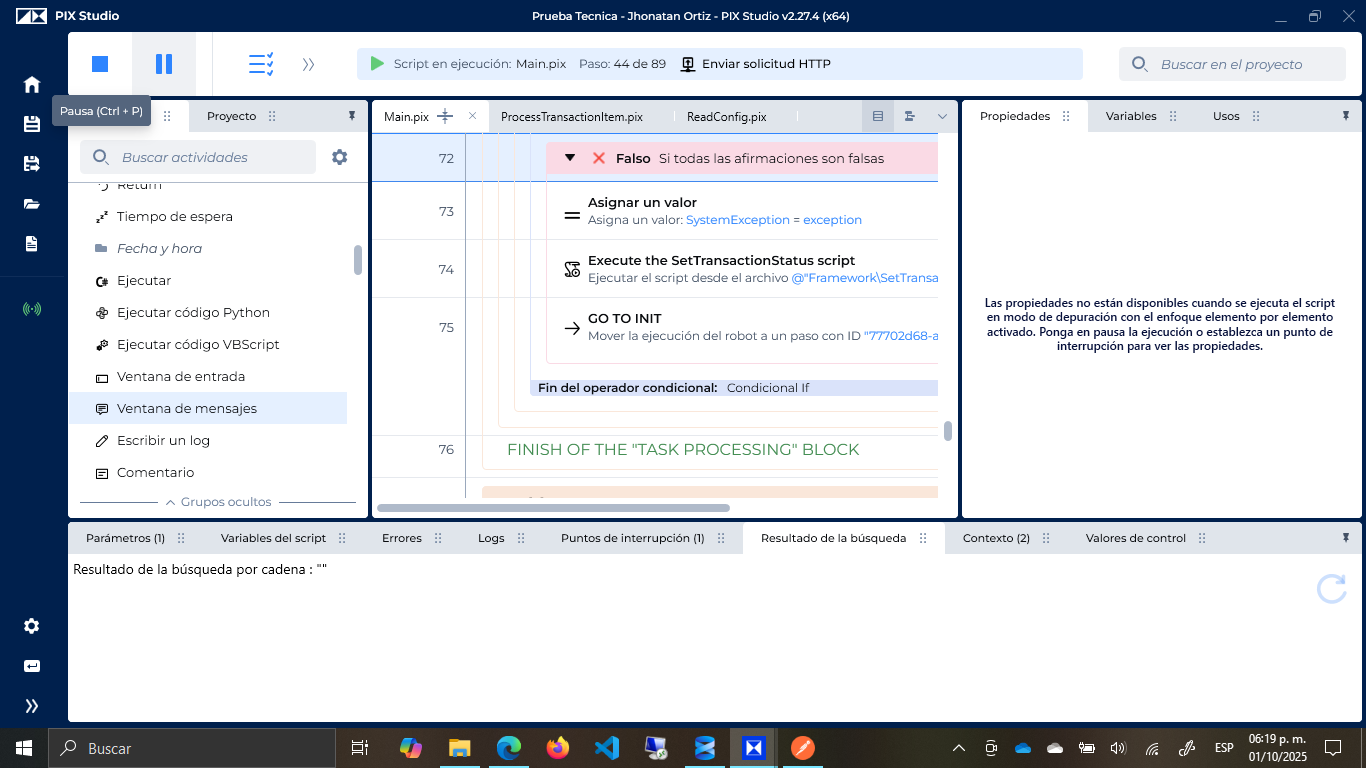 PIX Studio
Prueba Tecnica - Jhonatan Ortiz - PIX Studio v2.27.4 (x64)
Script en ejecución: Main.pix Paso: 44 de 89 Enviar solicitud HTTP
Buscar en el proyecto
Pausa (Ctrl + P)
Proyecto
Buscar actividades
Return
Tiempo de espera
Fecha y hora
Ejecutar
Ejecutar código Python
Ejecutar código VBScript
Ventana de entrada
Ventana de mensajes
Escribir un log
Comentario
Grupos ocultos
Main.pix ProcessTransactionItem.pix ReadConfig.pix
72 Falso Si todas las afirmaciones son falsas
73 Asignar un valor
Asigna un valor: SystemException = exception
74 Execute the SetTransactionStatus script
Ejecutar el script desde el archivo @"Framework\SetTransa
75 GO TO INIT
Mover la ejecución del robot a un paso con ID "77702d68-a
Fin del operador condicional: Condicional If
76 FINISH OF THE "TASK PROCESSING" BLOCK
Propiedades Variables Usos
Las propiedades no están disponibles cuando se ejecuta el script
en modo de depuración con el enfoque elemento por elemento
activado. Ponga en pausa la ejecución o establezca un punto de
interrupción para ver las propiedades.
Parámetros (1) Variables del script Errores Logs Puntos de interrupción (1) Resultado de la búsqueda Contexto (2) Valores de control
Resultado de la búsqueda por cadena : ""
Buscar
ESP
06:19 p. m.
01/10/2025